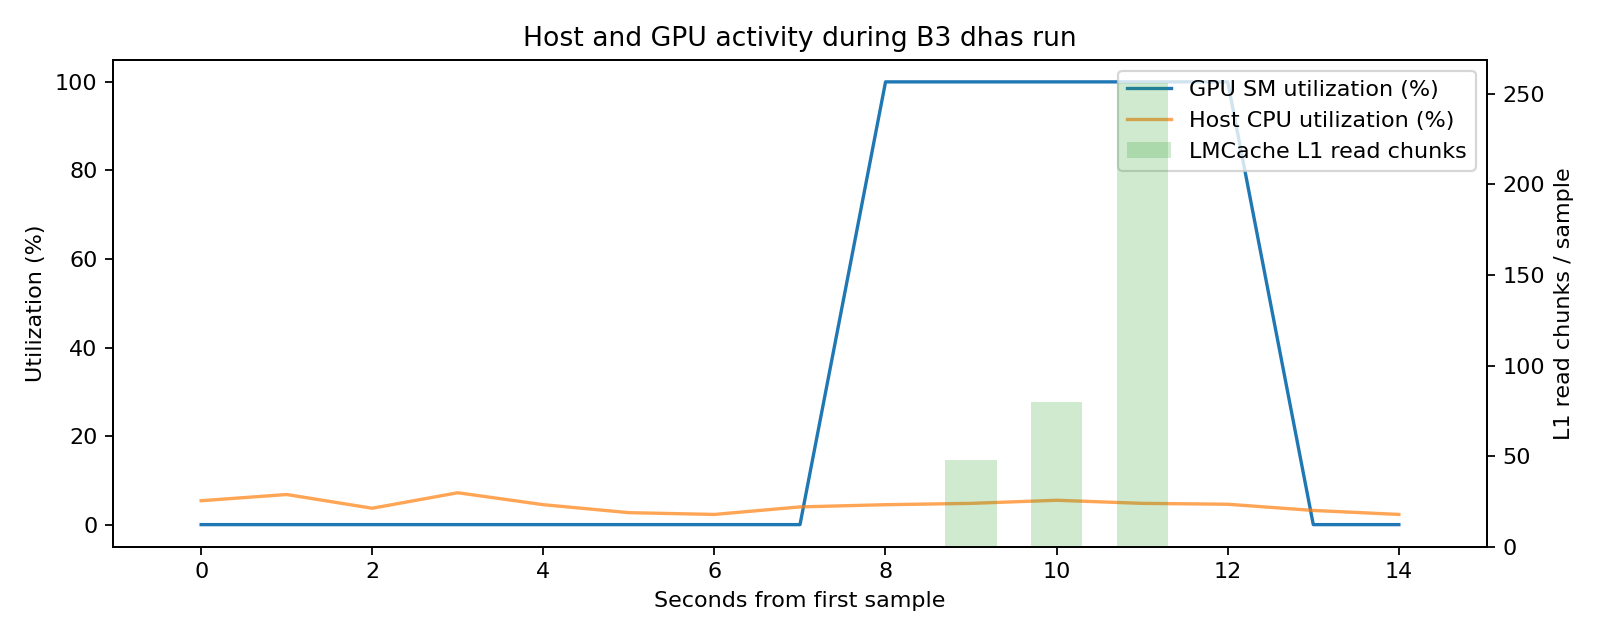 Host and GPU activity during B3 dhas run
GPU SM utilization (%)
Host CPU utilization (%)
LMCache L1 read chunks
Utilization (%)
100
80
60
40
20
0
L1 read chunks / sample
250
200
150
100
50
0
0 2 4 6 8 10 12 14
Seconds from first sample